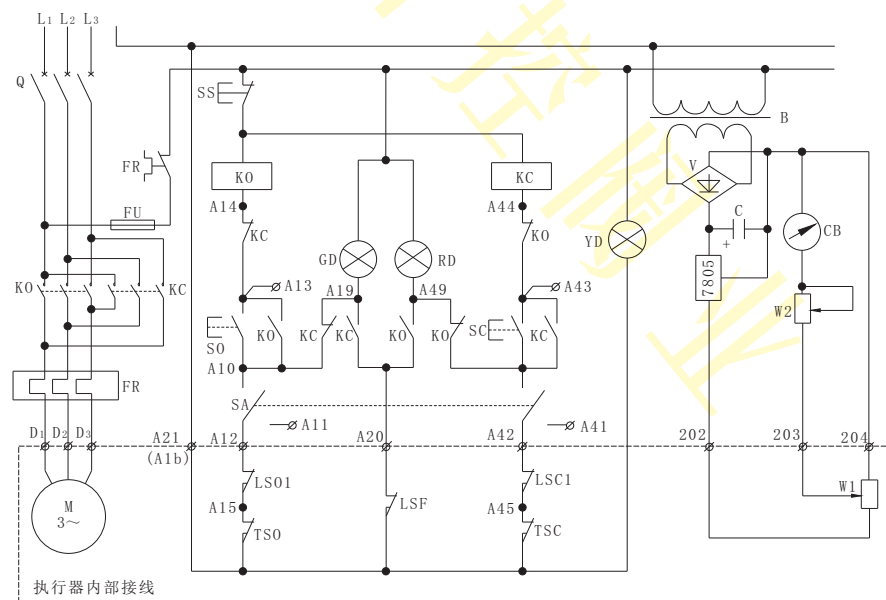 L1 L2 L3
Q
SS
B
FR
KO
KC
V
FU
A14
A44
C
KC
KO
+
GD
RD
YD
CB
7805
KO
KC
A13
A19
A49
A43
W2
SO
KO
KC
KC
KO
KO
SC
KC
A10
FR
SA
A11
A41
D1 D2 D3
A21
(A1b)
A12
A20
A42
202
203
204
LSO1
LSF
LSC1
W1
M
3～
A15
A45
TSO
TSC
执行器内部接线
控
颐
业